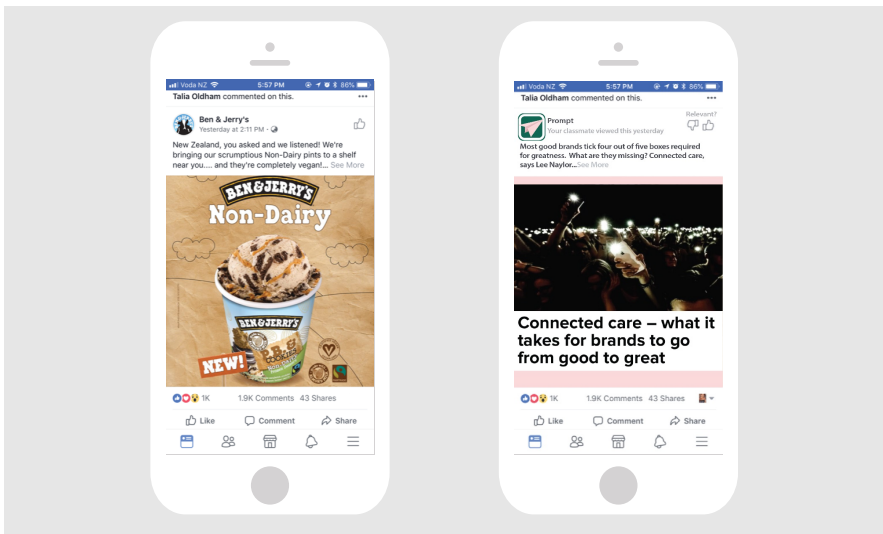 Voda NZ 5:57 PM 86%
Talia Oldham commented on this.
Ben & Jerry's
Yesterday at 2:11 PM
New Zealand, you asked and we listened! We're
bringing our scrumptious Non-Dairy pints to a shelf
near you.... and they're completely vegan!... See More
BEN & JERRY'S
Non-Dairy
BEN & JERRY'S
P.B. &
COOKIES
NON-DAIRY
NEW!
1K 1.9K Comments 43 Shares
Like Comment Share
Voda NZ 5:57 PM 86%
Talia Oldham commented on this.
Relevant?
Prompt
Your classmate viewed this yesterday
Most good brands tick four out of five boxes required
for greatness. What are they missing? Connected care,
says Lee Naylor...See More
Connected care – what it
takes for brands to go
from good to great
1K 1.9K Comments 43 Shares
Like Comment Share